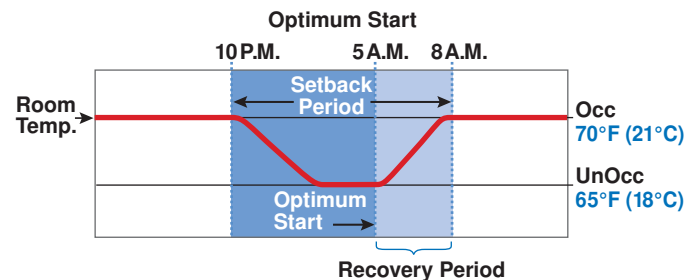 Optimum Start
10 P.M. 5 A.M. 8 A.M.
Setback
Period
Room
Temp.
Occ
70°F (21°C)
UnOcc
65°F (18°C)
Optimum
Start
Recovery Period